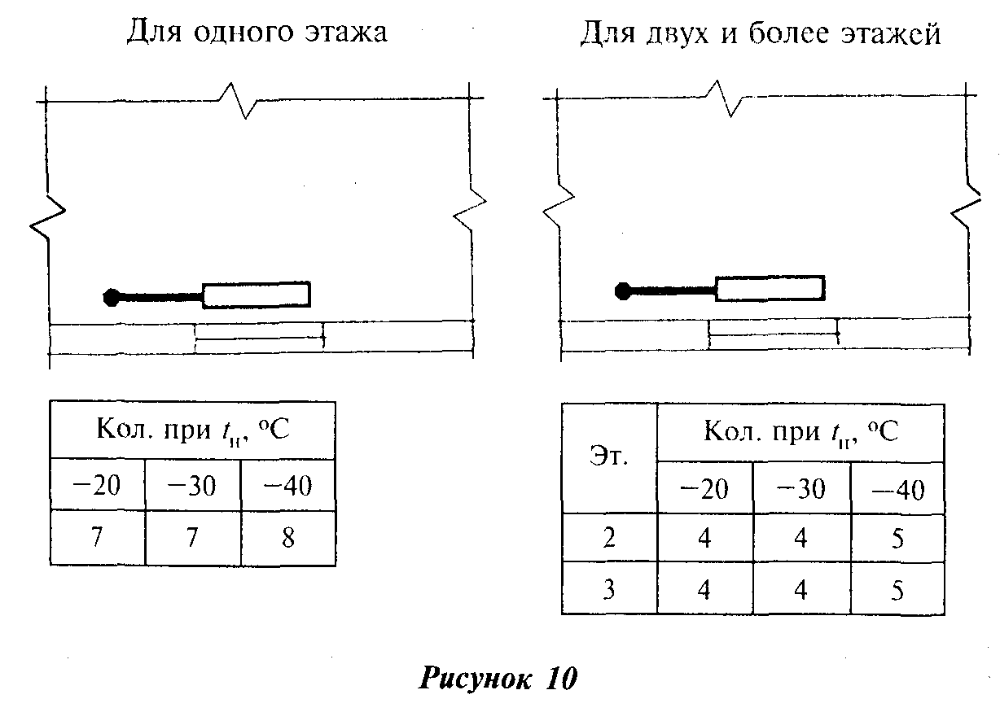 Для одного этажа
Для двух и более этажей
Кол. при tн, °С
−20 −30 −40
7 7 8
Эт. Кол. при tн, °С
−20 −30 −40
2 4 4 5
3 4 4 5
Рисунок 10